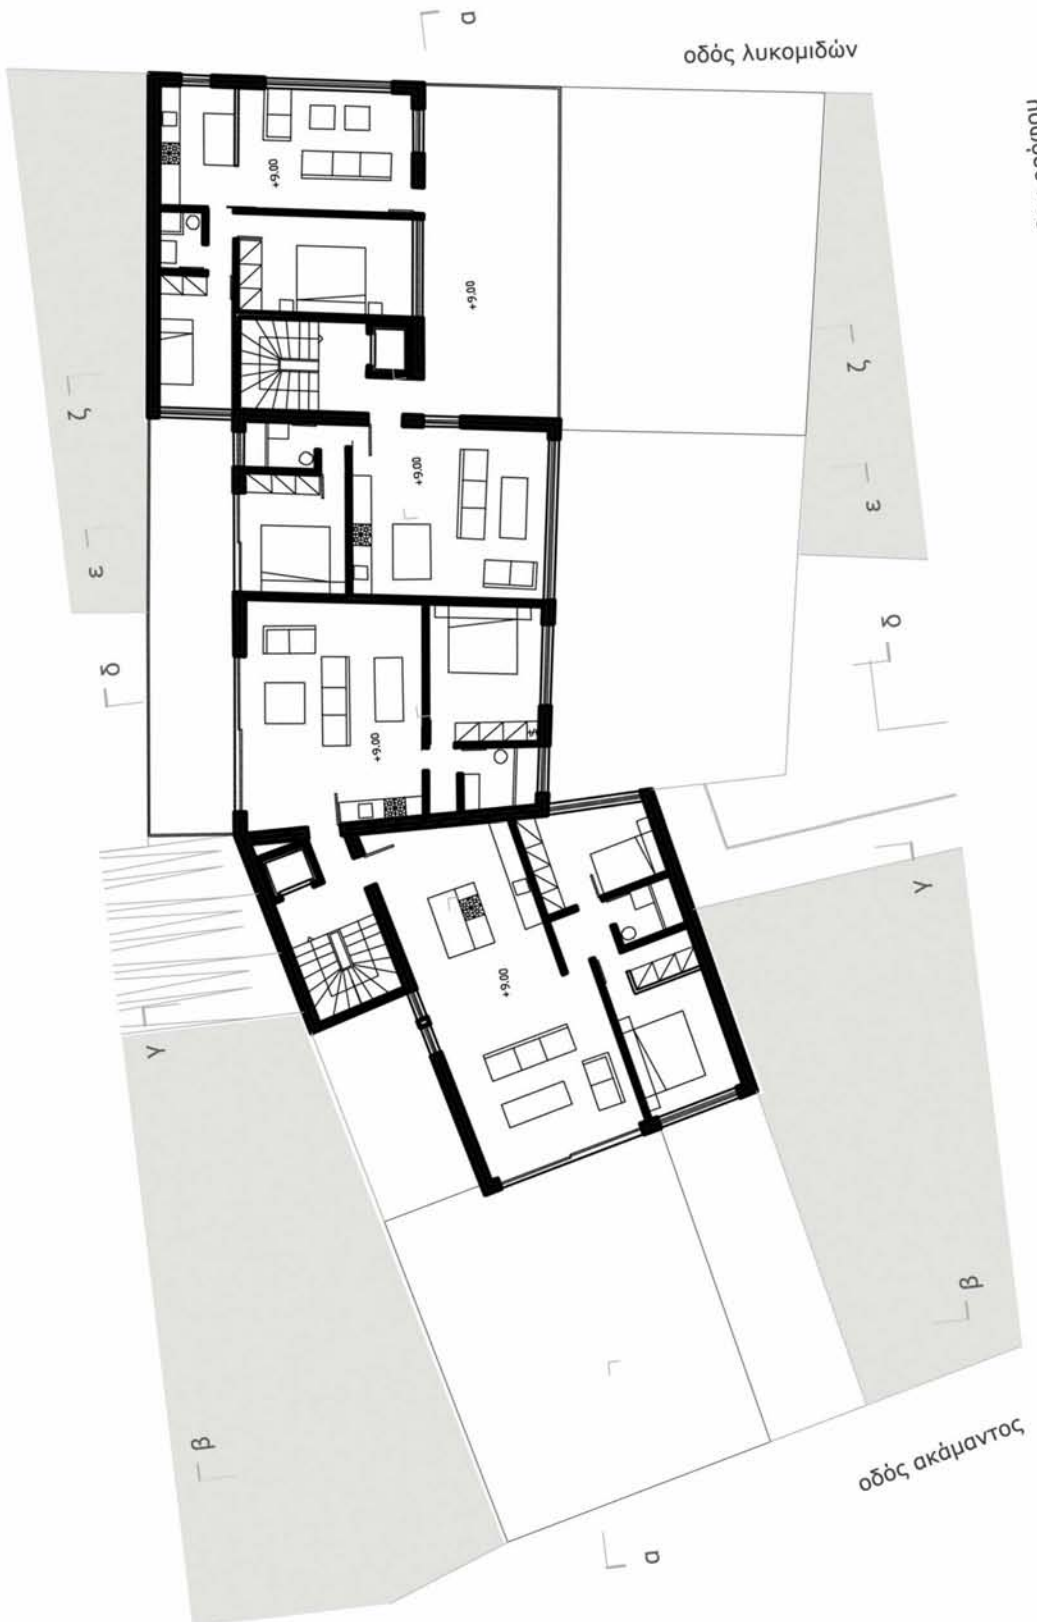 α
οδός λυκομιδών
+9.00
+9.00
ζ
ζ
+9.00
ε
ε
δ
δ
+9.00
γ
+9.00
γ
β
β
οδός ακάμαντος
α